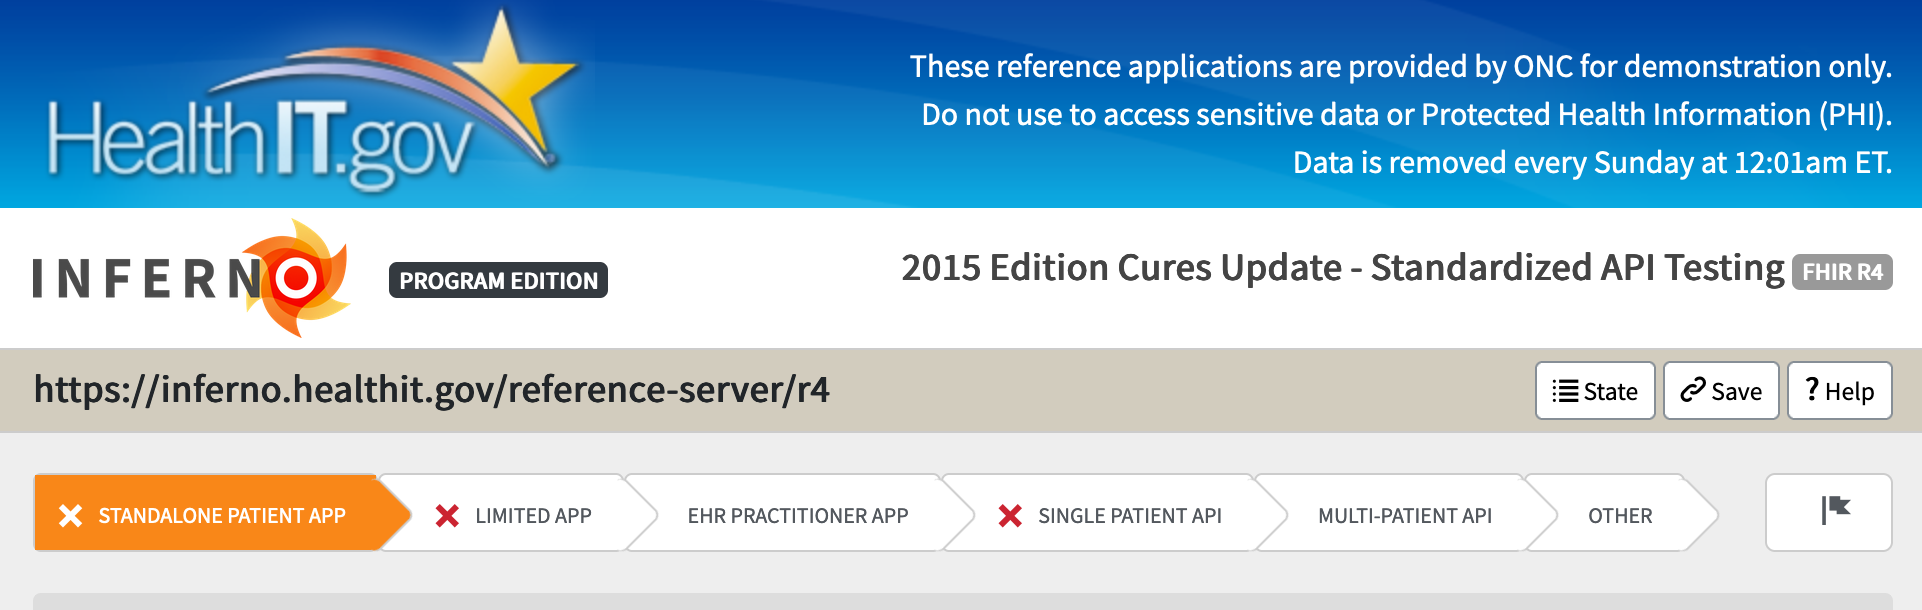 HealthIT.gov
These reference applications are provided by ONC for demonstration only.
Do not use to access sensitive data or Protected Health Information (PHI).
Data is removed every Sunday at 12:01am ET.
INFERNO PROGRAM EDITION
2015 Edition Cures Update - Standardized API Testing FHIR R4
https://inferno.healthit.gov/reference-server/r4
State Save ? Help
STANDALONE PATIENT APP LIMITED APP EHR PRACTITIONER APP SINGLE PATIENT API MULTI-PATIENT API OTHER